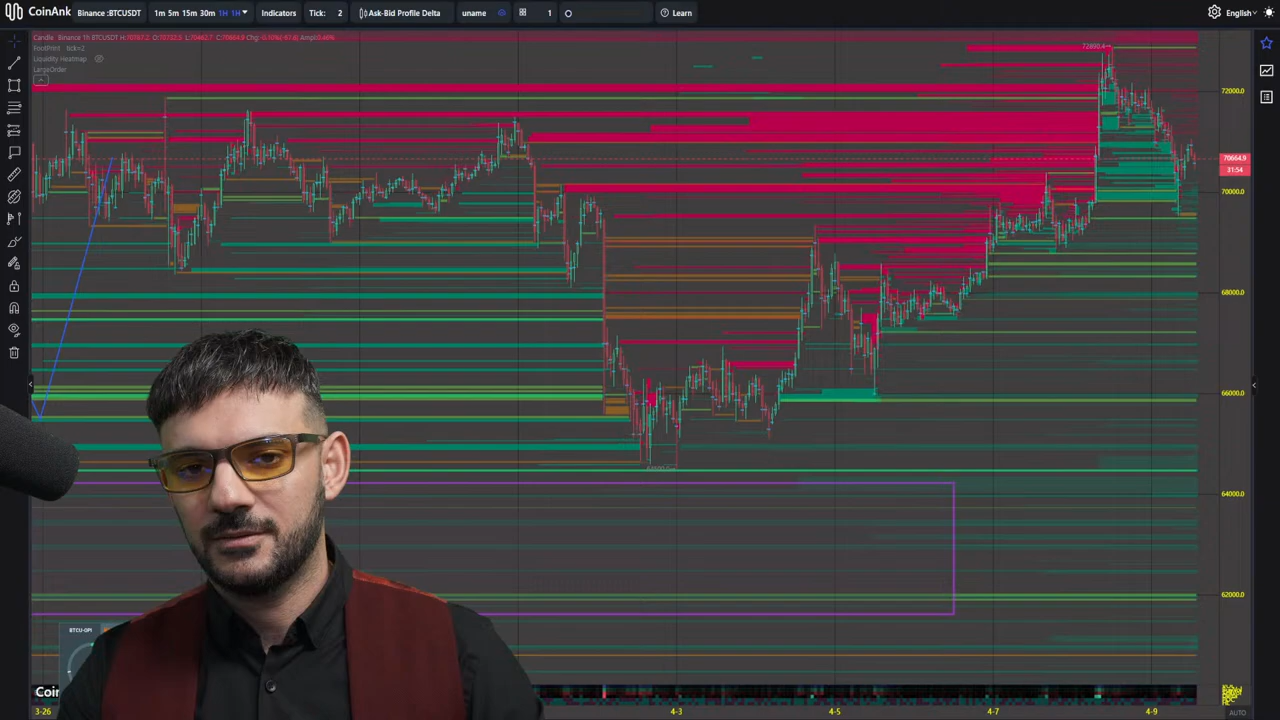 CoinAnk
Binance :BTCUSDT
1m 5m 15m 30m 1H 1H
Indicators
Tick: 2
Ask-Bid Profile Delta
uname
1
Learn
English
Candle Binance 1h BTCUSDT
FootPrint tick=2
Liquidity Heatmap
LargeOrder
72000.0
70664.9
31:54
70000.0
68000.0
66000.0
64000.0
62000.0
BTCU-GPI
Coi
3-26
4-3
4-5
4-7
4-9
AUTO